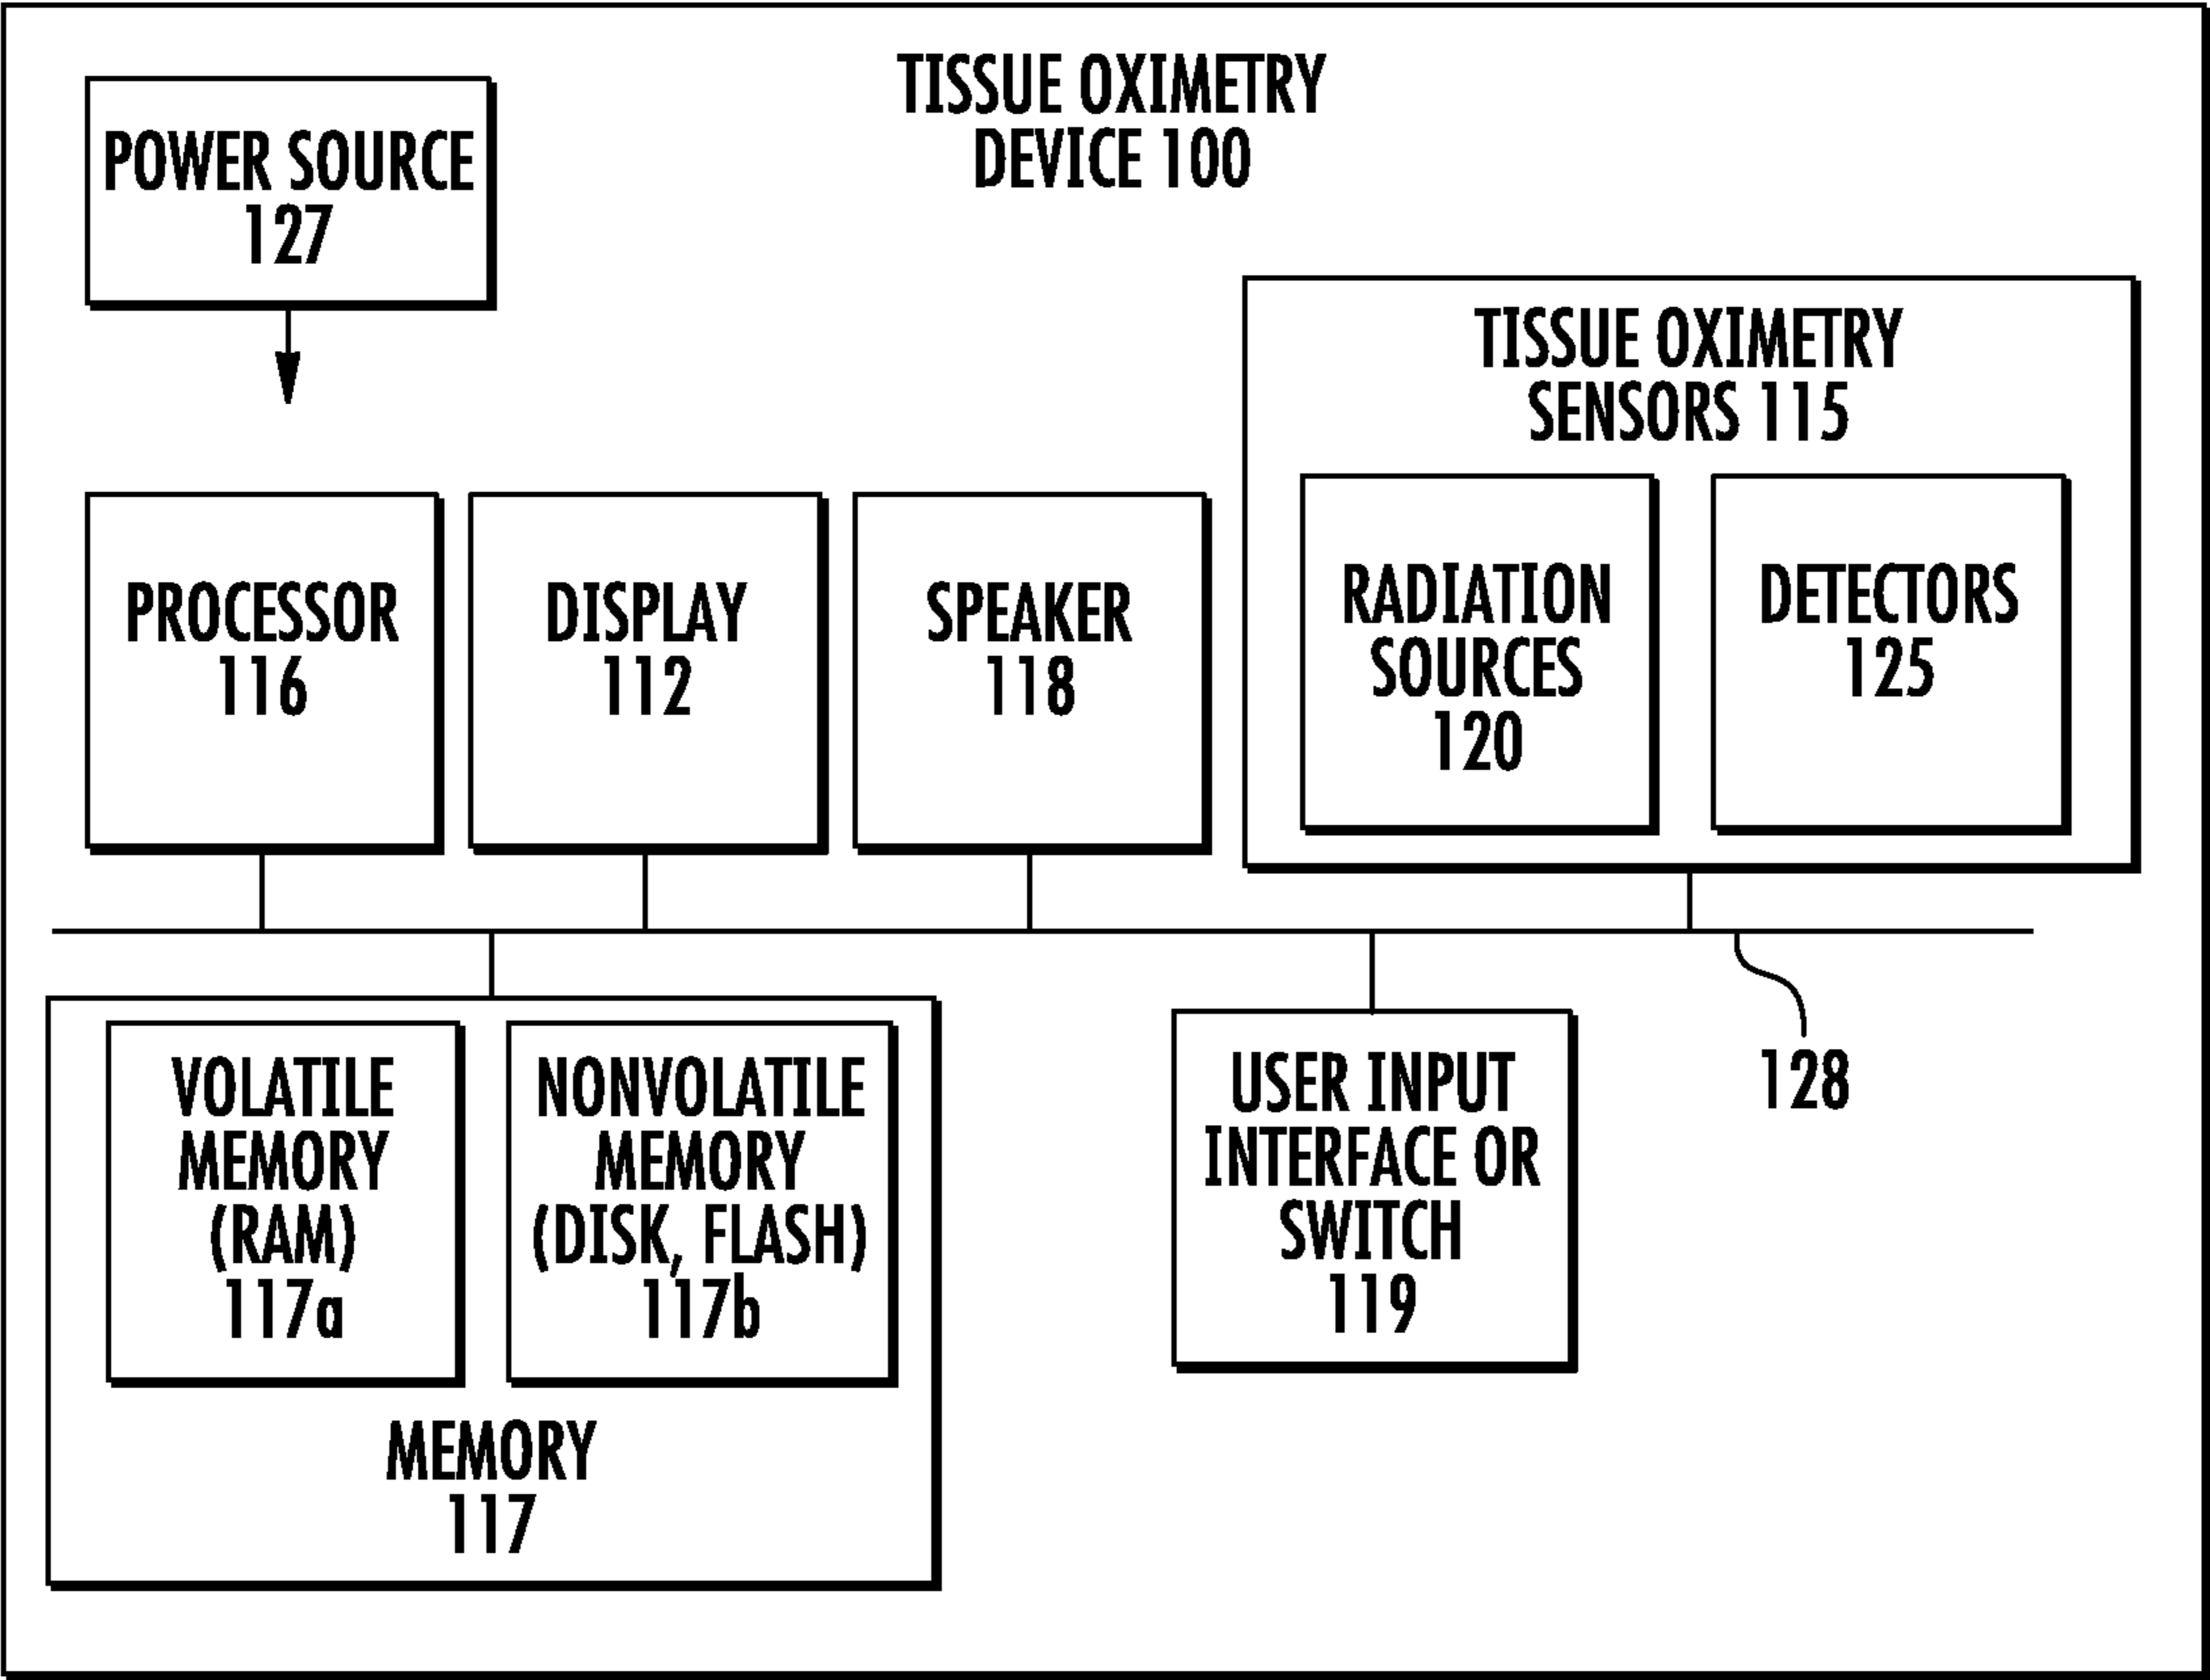 TISSUE OXIMETRY
DEVICE 100
POWER SOURCE
127
TISSUE OXIMETRY
SENSORS 115
PROCESSOR
116
DISPLAY
112
SPEAKER
118
RADIATION
SOURCES
120
DETECTORS
125
VOLATILE
MEMORY
(RAM)
117a
NONVOLATILE
MEMORY
(DISK, FLASH)
117b
MEMORY
117
USER INPUT
INTERFACE OR
SWITCH
119
128